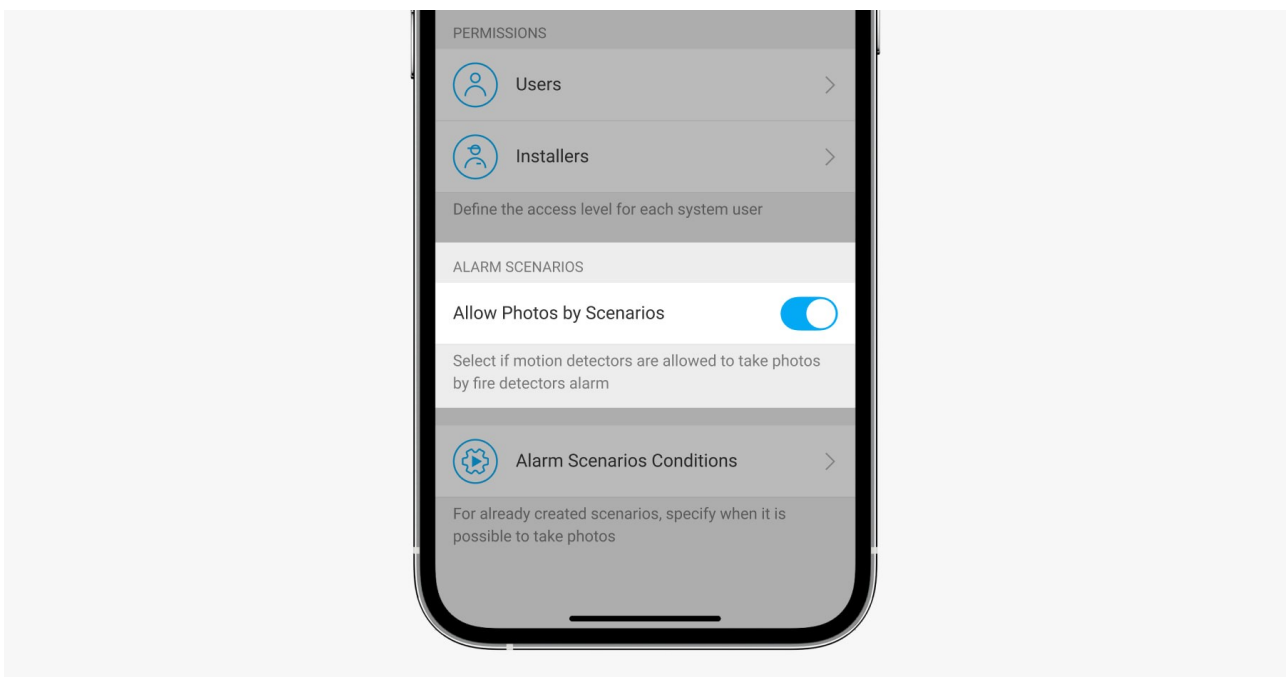 PERMISSIONS
Users
Installers
Define the access level for each system user
ALARM SCENARIOS
Allow Photos by Scenarios
Select if motion detectors are allowed to take photos
by fire detectors alarm
Alarm Scenarios Conditions
For already created scenarios, specify when it is
possible to take photos